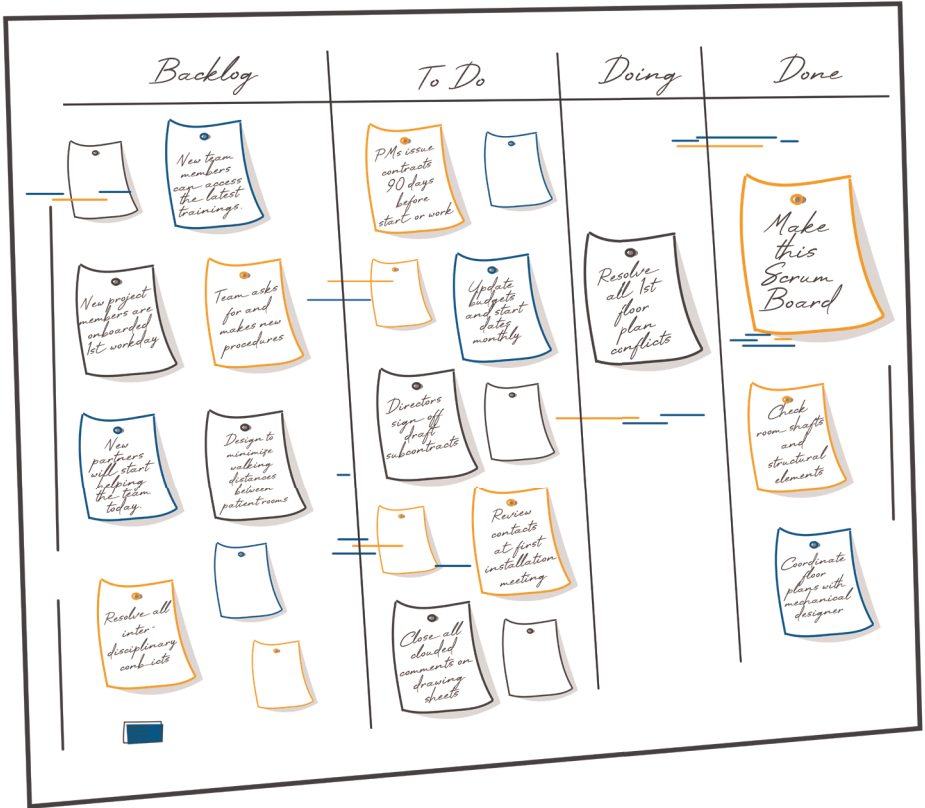 Backlog
To Do
Doing
Done
New team
members
can access
the latest
trainings.
New project
members are
onboarded
1st workday
Team asks
for and
makes new
procedures
New
partners
will start
helping
the team
today.
Design to
minimize
walking
distances
between
patient rooms
Resolve all
inter-
disciplinary
conb icts
PMs issue
contracts
90 days
before
start or work
Update
budgets
and start
dates
monthly
Directors
sign off
draft
subcontracts
Review
contacts
at first
installation
meeting
Close all
clouded
comments on
drawing
sheets
Resolve
all 1st
floor
plan
conflicts
Make
this
Scrum
Board
Check
room shafts
and
structural
elements
Coordinate
floor
plans with
mechanical
designer